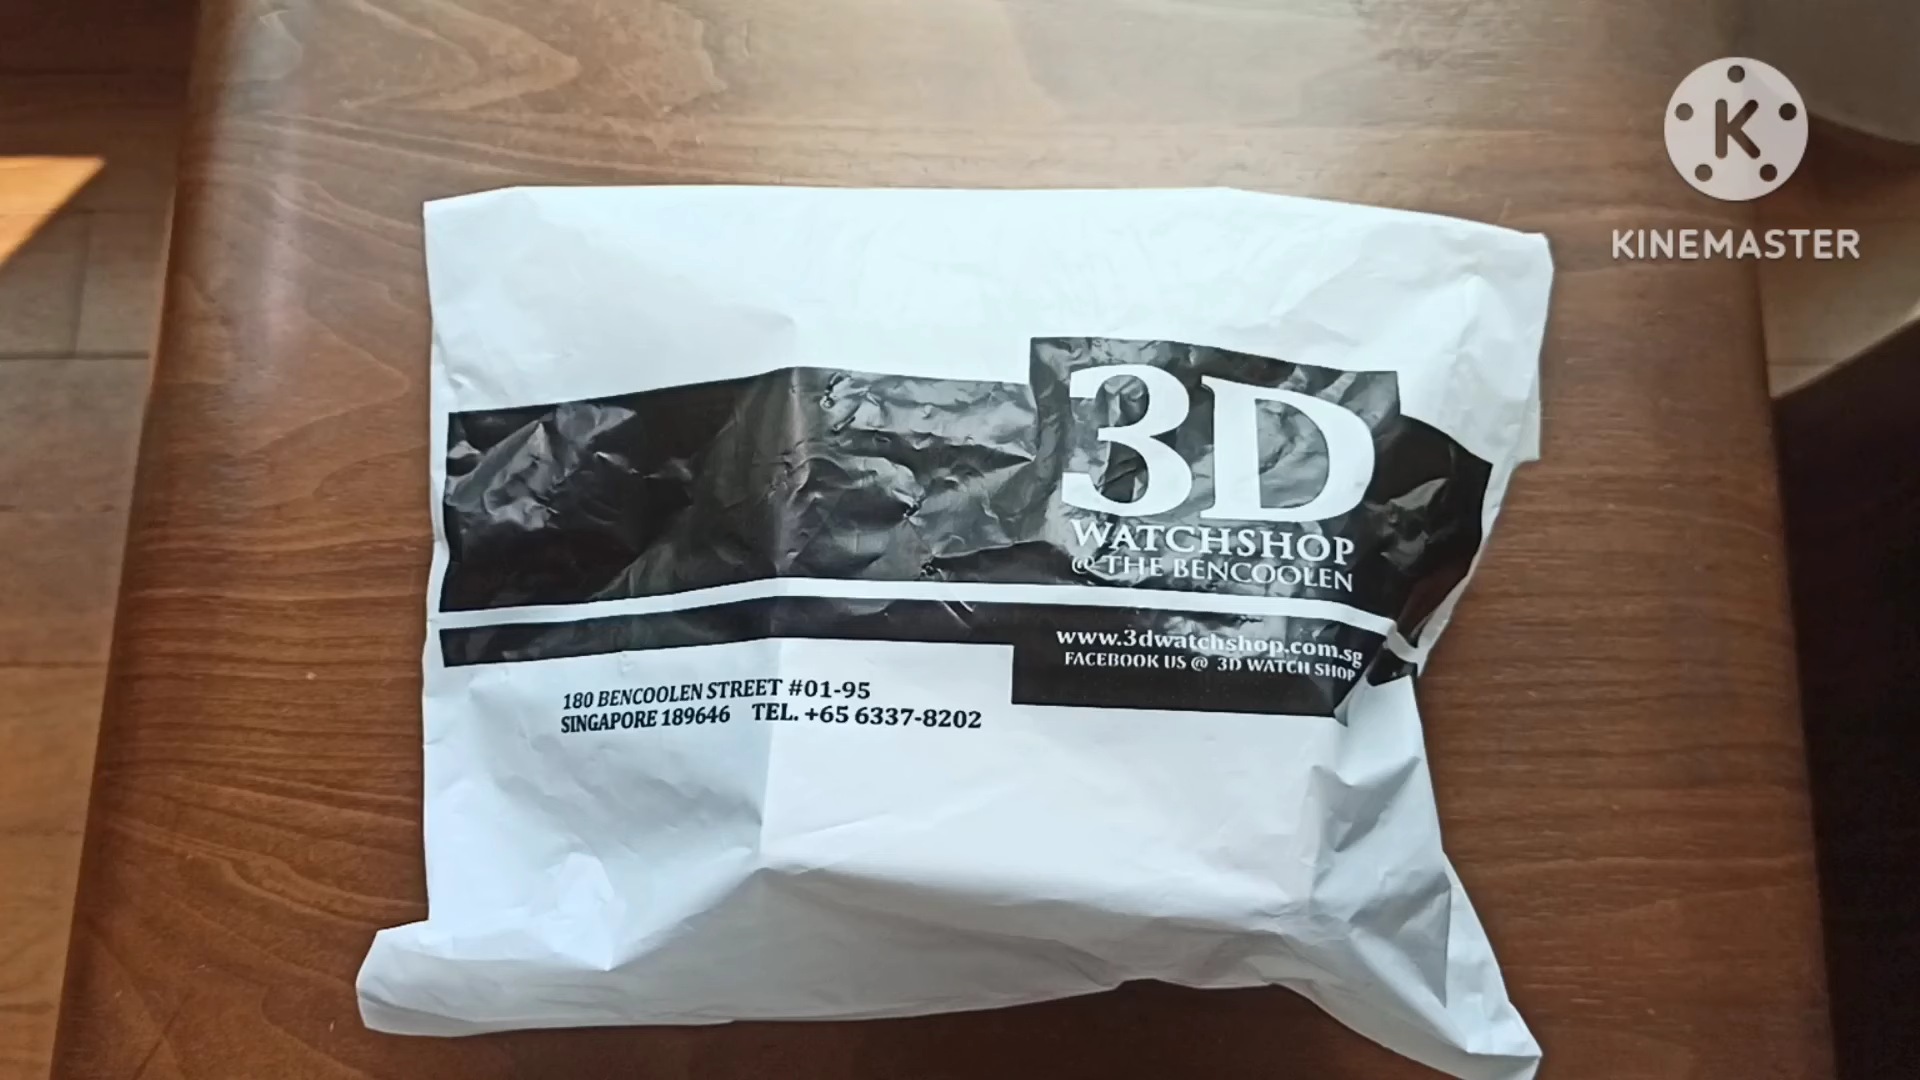 K
KINEMASTER
3D
WATCHSHOP
@ THE BENCOOLEN
www.3dwatchshop.com.sg
FACEBOOK US @ 3D WATCH SHOP
180 BENCOOLEN STREET #01-95
SINGAPORE 189646 TEL. +65 6337-8202